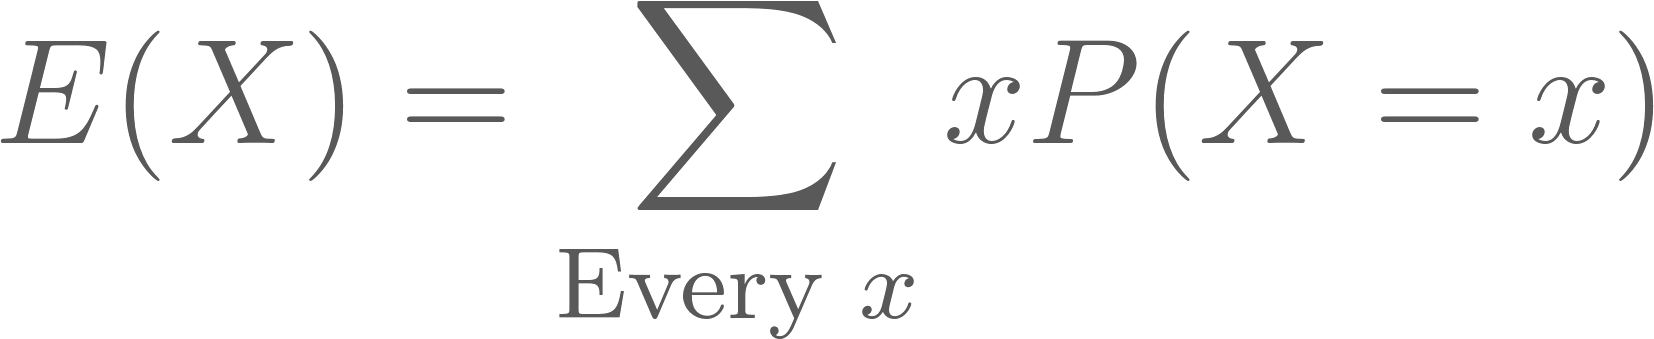 E(X) = ∑ xP(X = x)
Every x